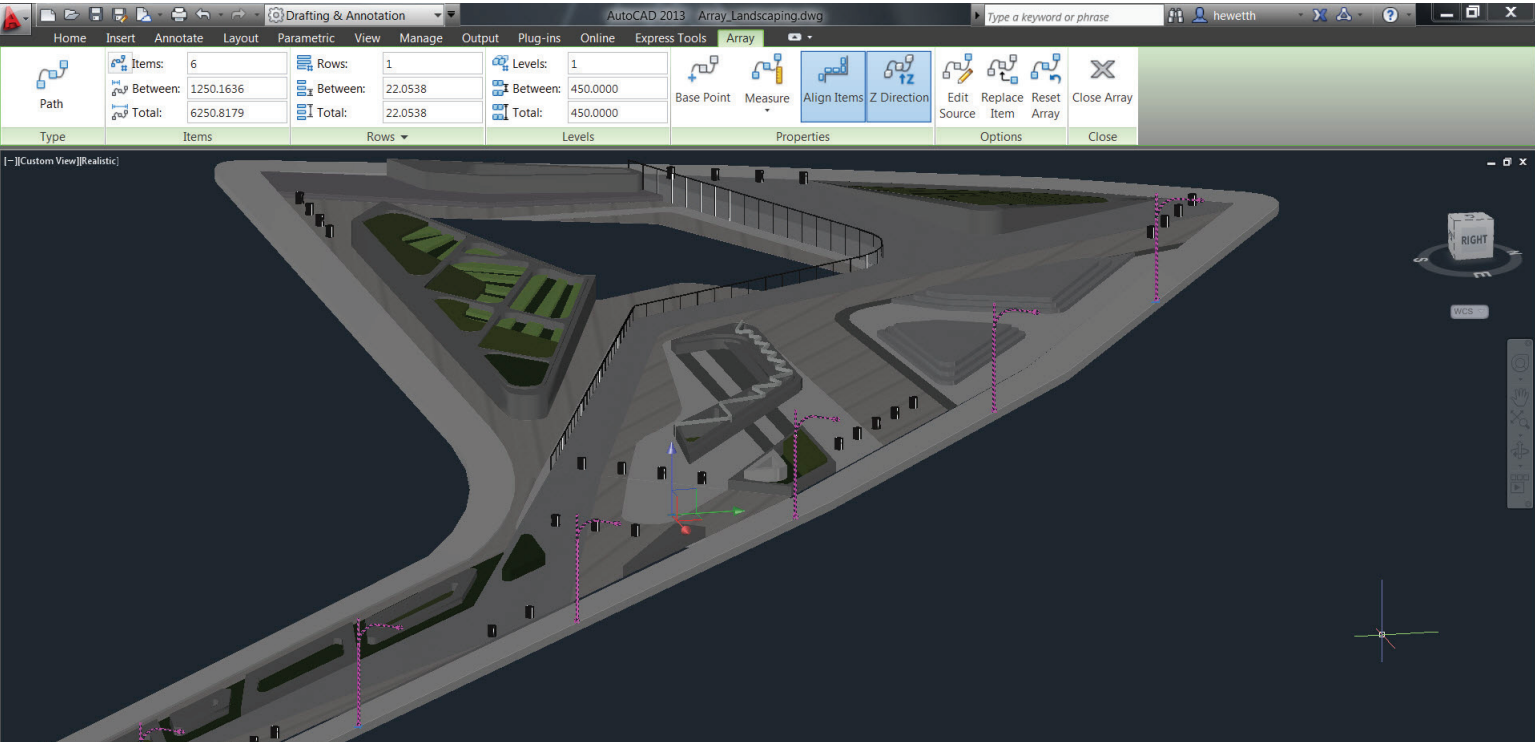 Drafting & Annotation
AutoCAD 2013 Array_Landscaping.dwg
Type a keyword or phrase
hewetth
Home Insert Annotate Layout Parametric View Manage Output Plug-ins Online Express Tools Array
Items: 6 Rows: 1 Levels: 1
Between: 1250.1636 Between: 22.0538 Between: 450.0000
Total: 6250.8179 Total: 22.0538 Total: 450.0000
Path
Base Point Measure Align Items Z Direction
Edit Source Replace Item Reset Array Close Array
Type Items Rows Levels Properties Options Close
[−][Custom View][Realistic]
RIGHT
S E
WCS